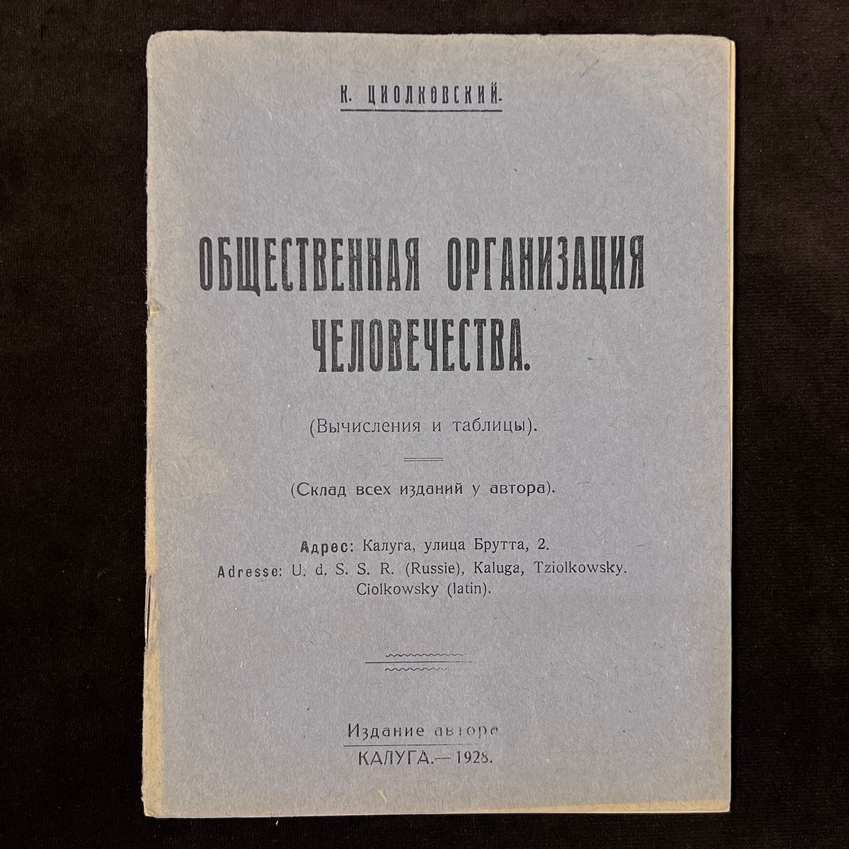 К. ЦИОЛКОВСКИЙ.
ОБЩЕСТВЕННАЯ ОРГАНИЗАЦИЯ
ЧЕЛОВЕЧЕСТВА.
(Вычисления и таблицы).
(Склад всех изданий у автора).
Адрес: Калуга, улица Брутта, 2.
Adresse: U. d. S. S. R. (Russie), Kaluga, Tziolkowsky.
Ciolkowsky (latin).
Издание автора
КАЛУГА.—1928.